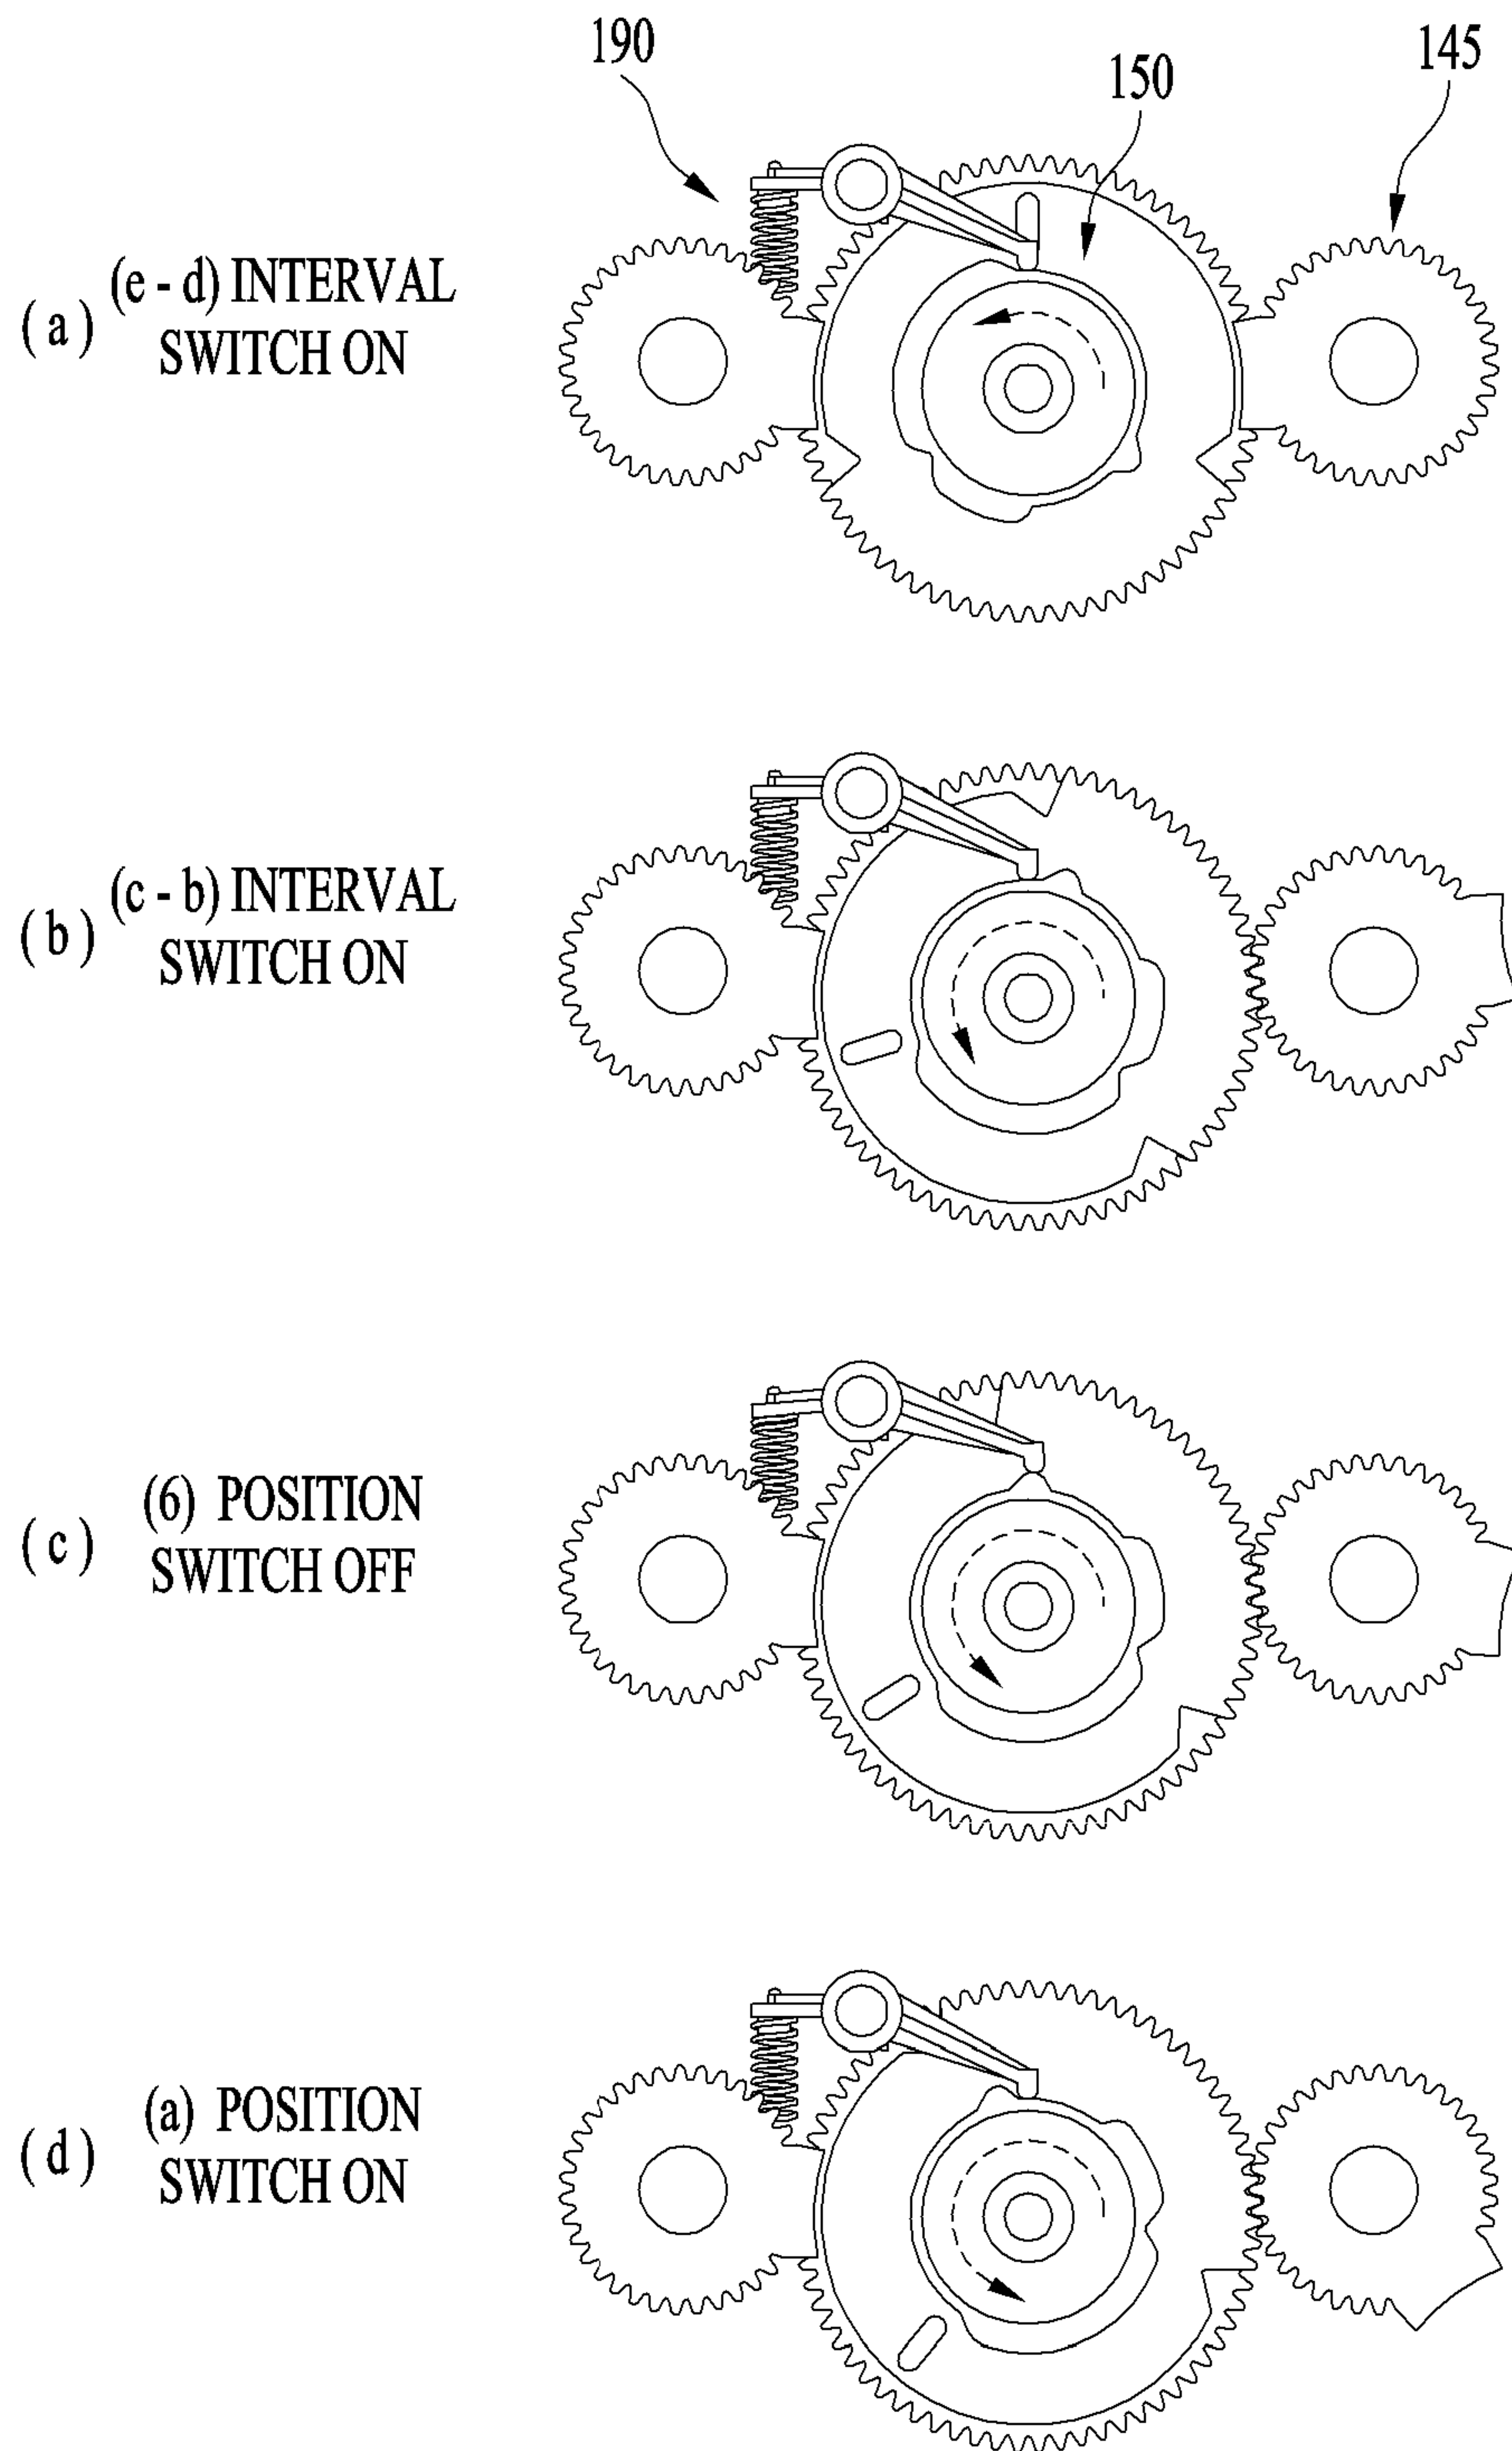 190
150
145
(a) (e - d) INTERVAL
SWITCH ON
(b) (c - b) INTERVAL
SWITCH ON
(c) (6) POSITION
SWITCH OFF
(d) (a) POSITION
SWITCH ON